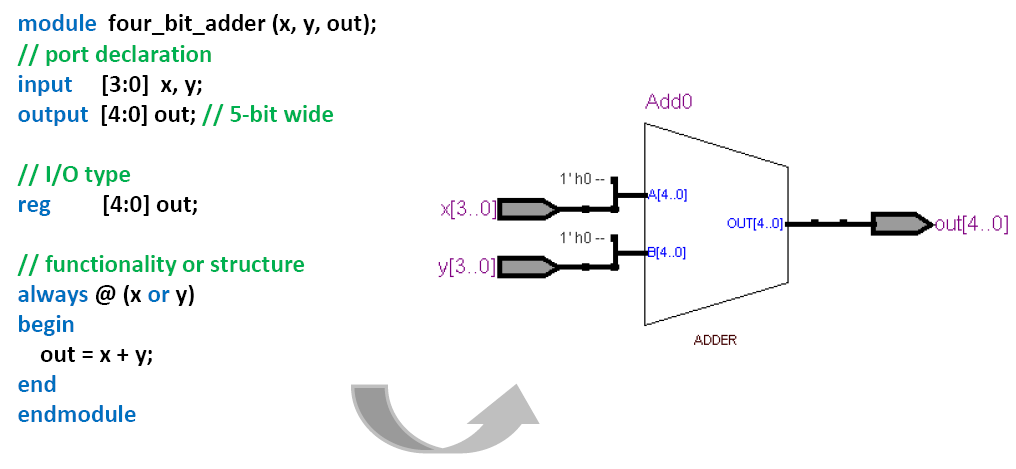 module  four_bit_adder (x, y, out);
// port declaration
input     [3:0]  x, y;
output  [4:0] out; // 5-bit wide
// I/O type
reg        [4:0] out;
// functionality or structure
always @ (x or y)
begin
    out = x + y;
end
endmodule
Add0
1'h0 --
x[3..0]
A[4..0]
1'h0 --
y[3..0]
B[4..0]
OUT[4..0]
out[4..0]
ADDER